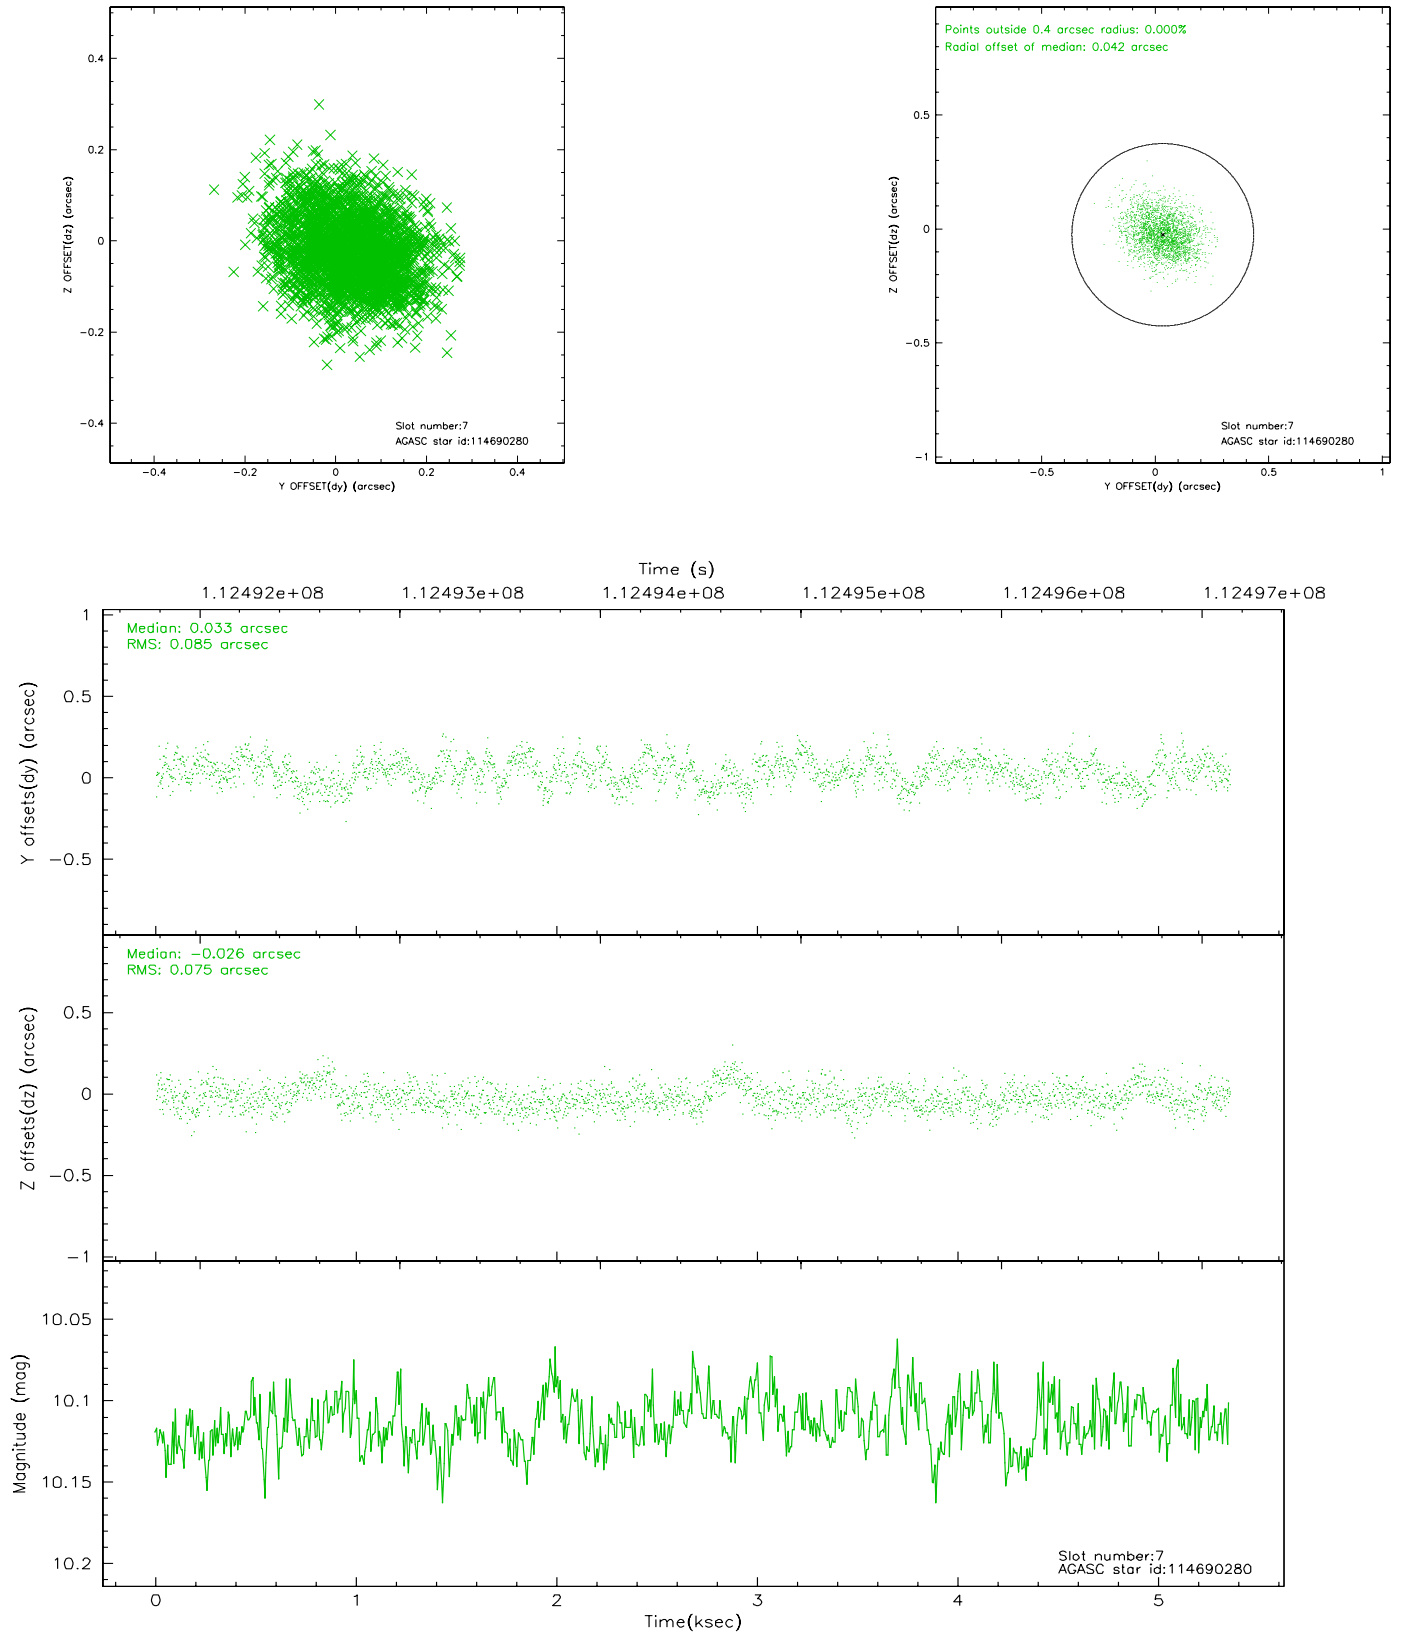 0.4
0.2
0
−0.2
−0.4
Z OFFSET(dz) (arcsec)
−0.4 −0.2 0 0.2 0.4
Y OFFSET(dy) (arcsec)
Slot number:7
AGASC star id:114690280
Points outside 0.4 arcsec radius: 0.000%
Radial offset of median: 0.042 arcsec
0.5
0
−0.5
−1
Z OFFSET(dz) (arcsec)
−0.5 0 0.5 1
Y OFFSET(dy) (arcsec)
Slot number:7
AGASC star id:114690280
Time (s)
1.12492e+08 1.12493e+08 1.12494e+08 1.12495e+08 1.12496e+08 1.12497e+08
Median: 0.033 arcsec
RMS: 0.085 arcsec
1
0.5
0
−0.5
Y offsets(dy) (arcsec)
Median: −0.026 arcsec
RMS: 0.075 arcsec
0.5
0
−0.5
−1
Z offsets(dz) (arcsec)
10.05
10.1
10.15
10.2
Magnitude (mag)
Slot number:7
AGASC star id:114690280
0 1 2 3 4 5
Time(ksec)